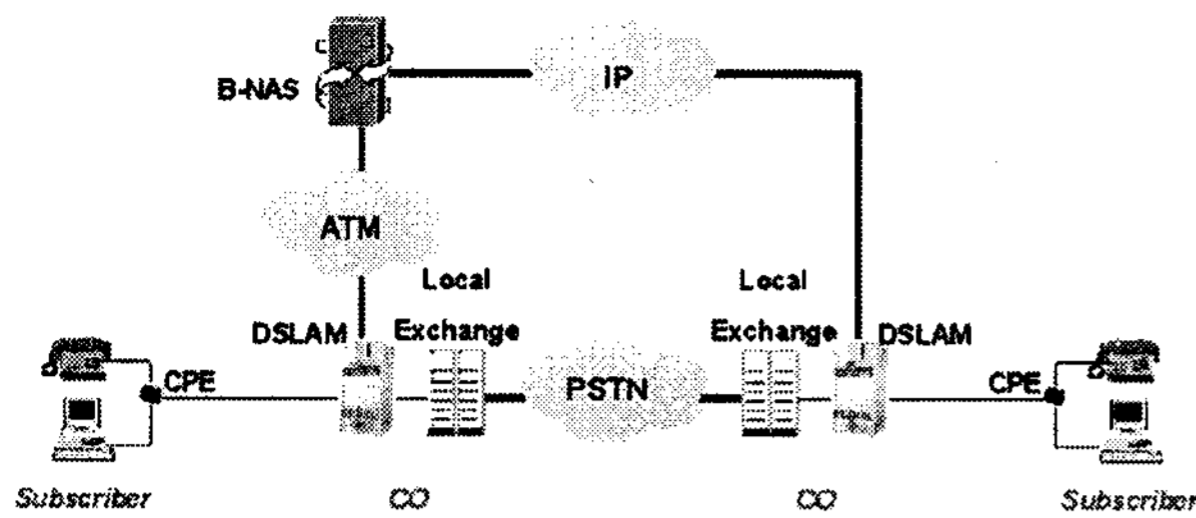 B-NAS
IP
ATM
Local
Exchange
Local
Exchange
DSLAM
DSLAM
CPE
PSTN
CPE
Subscriber
CO
CO
Subscriber